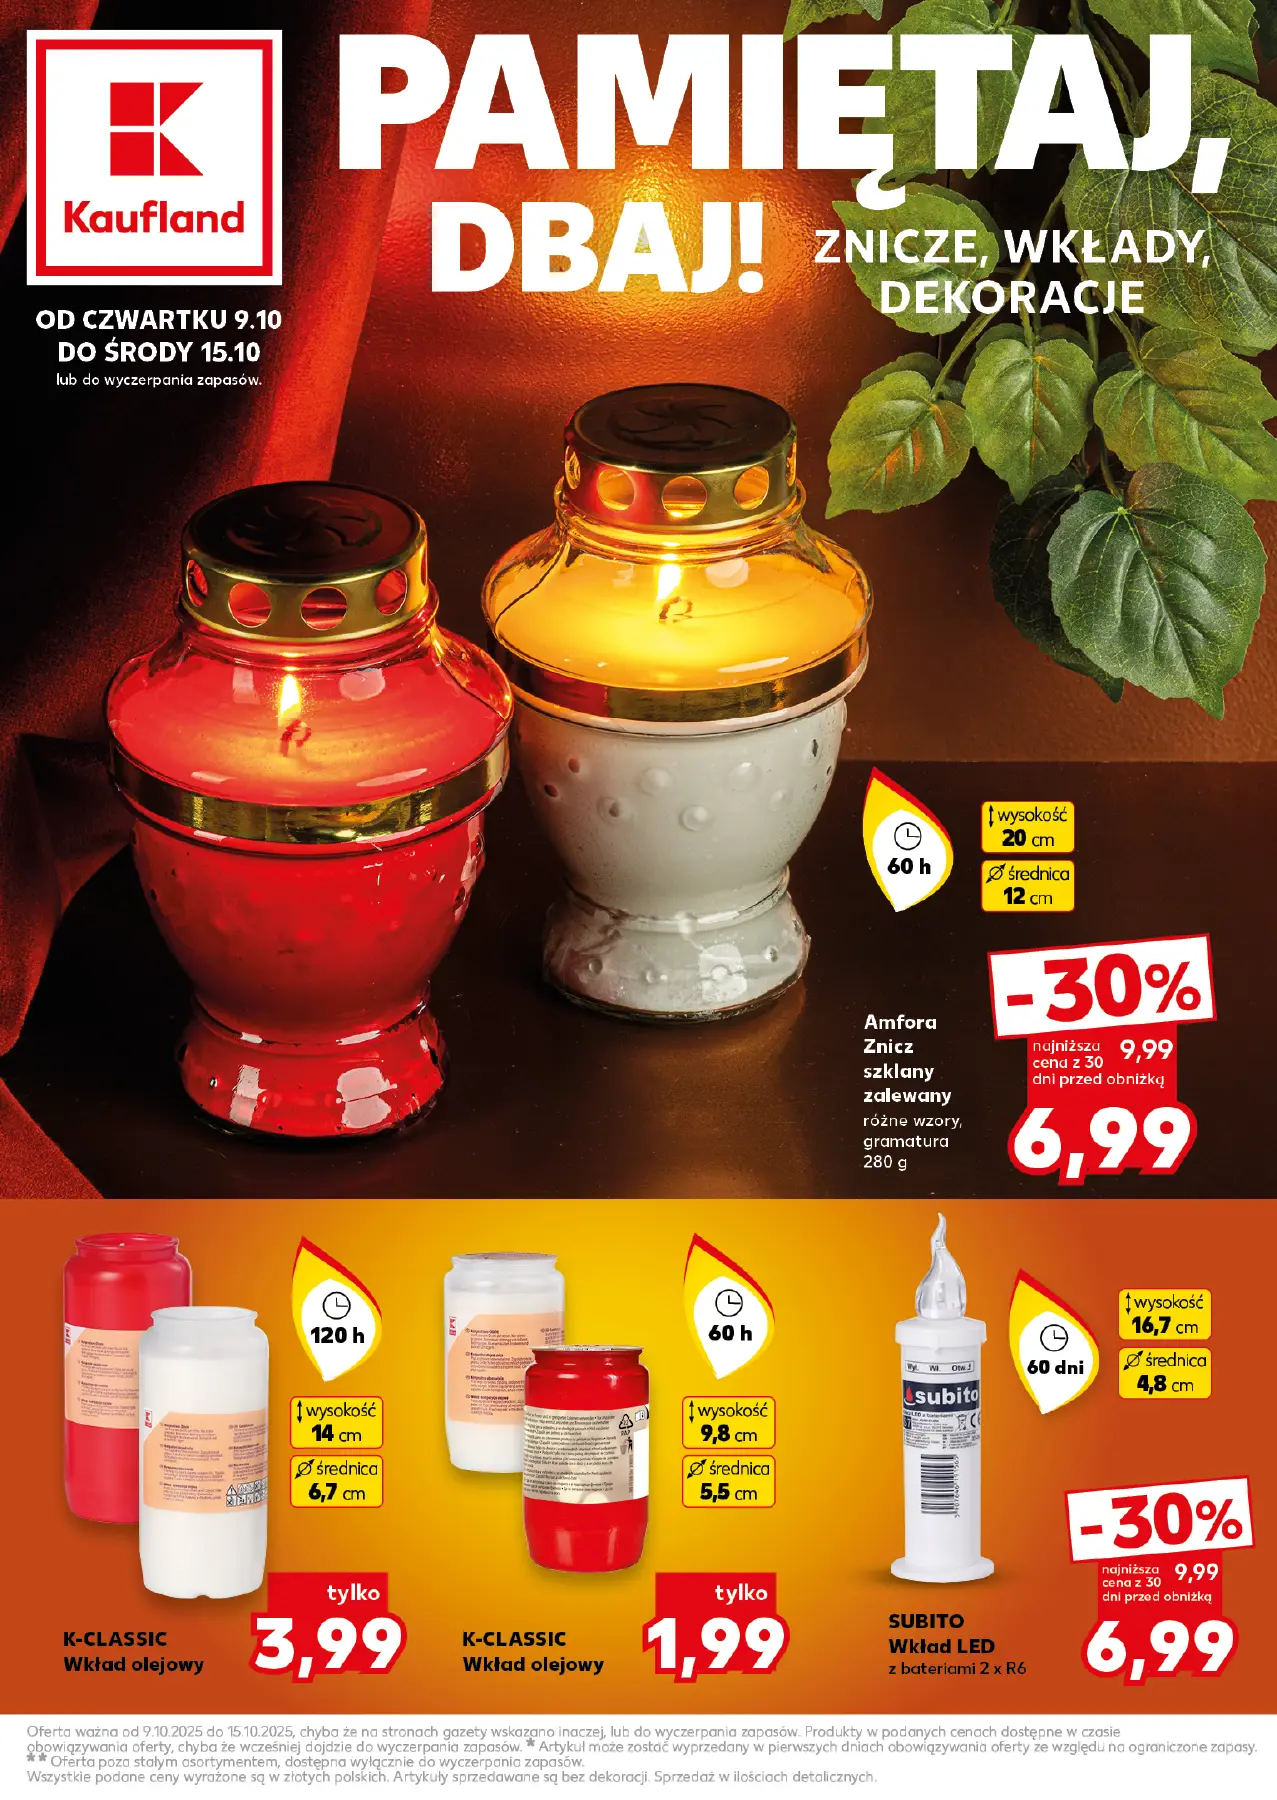 Kaufland
PAMIĘTAJ,
DBAJ!
ZNICZE, WKŁADY,
DEKORACJE
OD CZWARTKU 9.10
DO ŚRODY 15.10
lub do wyczerpania zapasów.
60 h
wysokość
20 cm
średnica
12 cm
Amfora
Znicz
szklany
zalewany
różne wzory,
gramatura
280 g
-30%
najniższa
cena z 30
dni przed obniżką
9,99
6,99
120 h
wysokość
14 cm
średnica
6,7 cm
tylko
3,99
K-CLASSIC
Wkład olejowy
60 h
wysokość
9,8 cm
średnica
5,5 cm
tylko
1,99
K-CLASSIC
Wkład olejowy
Wył. Wł. Otw.
subito
60 dni
wysokość
16,7 cm
średnica
4,8 cm
SUBITO
Wkład LED
z bateriami 2 x R6
-30%
najniższa
cena z 30
dni przed obniżką
9,99
6,99
Oferta ważna od 9.10.2025 do 15.10.2025, chyba że na stronach gazety wskazano inaczej, lub do wyczerpania zapasów. Produkty w podanych cenach dostępne w czasie
obowiązywania oferty, chyba że wcześniej dojdzie do wyczerpania zapasów. * Artykuł może zostać wyprzedany w pierwszych dniach obowiązywania oferty ze względu na ograniczone zapasy.
** Oferta poza stałym asortymentem, dostępna wyłącznie do wyczerpania zapasów.
Wszystkie podane ceny wyrażone są w złotych polskich. Artykuły sprzedawane są bez dekoracji. Sprzedaż w ilościach detalicznych.